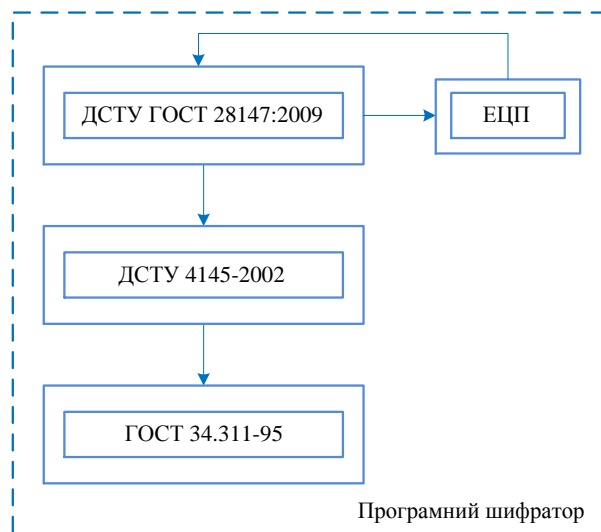 ДСТУ ГОСТ 28147:2009
ЕЦП
ДСТУ 4145-2002
ГОСТ 34.311-95
Програмний шифратор